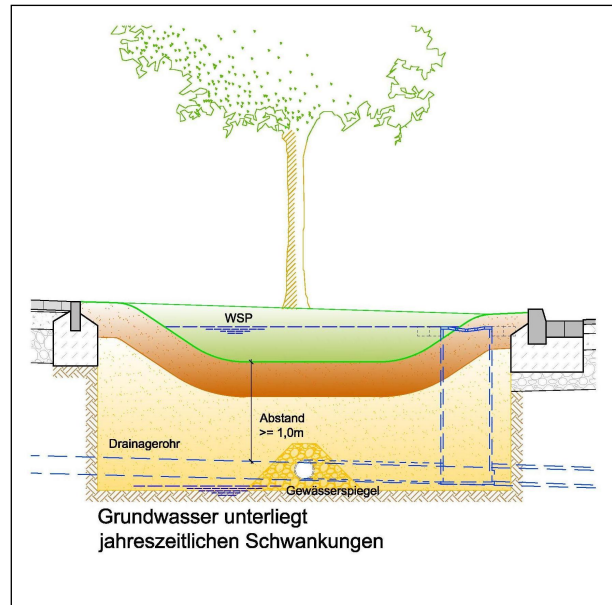 WSP
Abstand
>= 1,0m
Drainagerohr
Gewässerspiegel
Grundwasser unterliegt
jahreszeitlichen Schwankungen